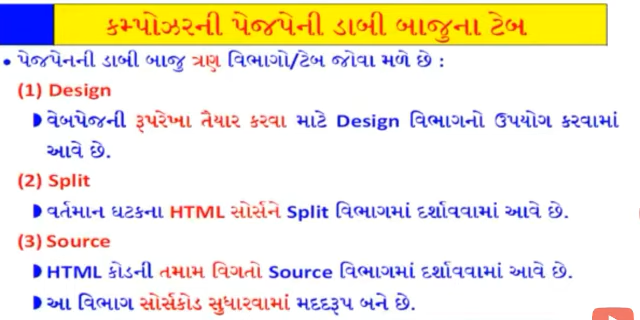 કમ્પોઝરની પેજપેની ડાબી બાજુના ટેબ
• પેજપેનની ડાબી બાજુ ત્રણ વિભાગો/ટેબ જોવા મળે છે :
(1) Design
વેબપેજની રૂપરેખા તૈયાર કરવા માટે Design વિભાગનો ઉપયોગ કરવામાં
આવે છે.
(2) Split
વર્તમાન ઘટકના HTML સોર્સને Split વિભાગમાં દર્શાવવામાં આવે છે.
(3) Source
HTML કોડની તમામ વિગતો Source વિભાગમાં દર્શાવવામાં આવે છે.
આ વિભાગ સોર્સકોડ સુધારવામાં મદદરૂપ બને છે.